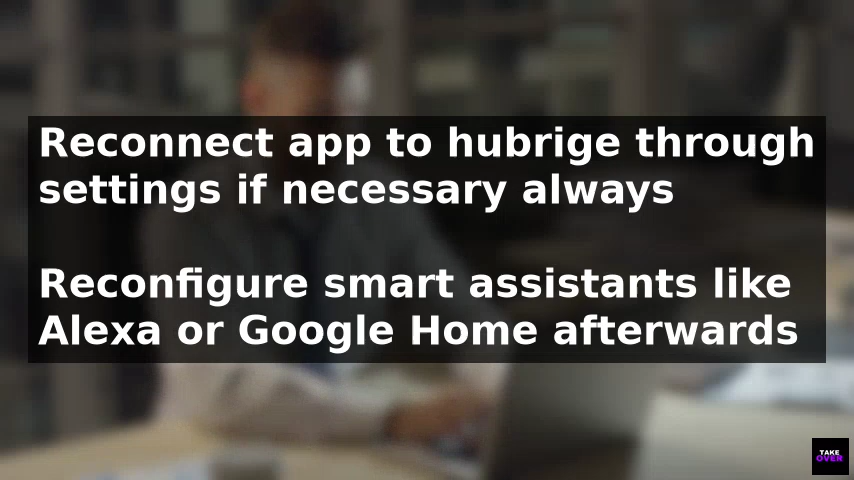 Reconnect app to hubrige through
settings if necessary always
Reconfigure smart assistants like
Alexa or Google Home afterwards
TAKE
OVER